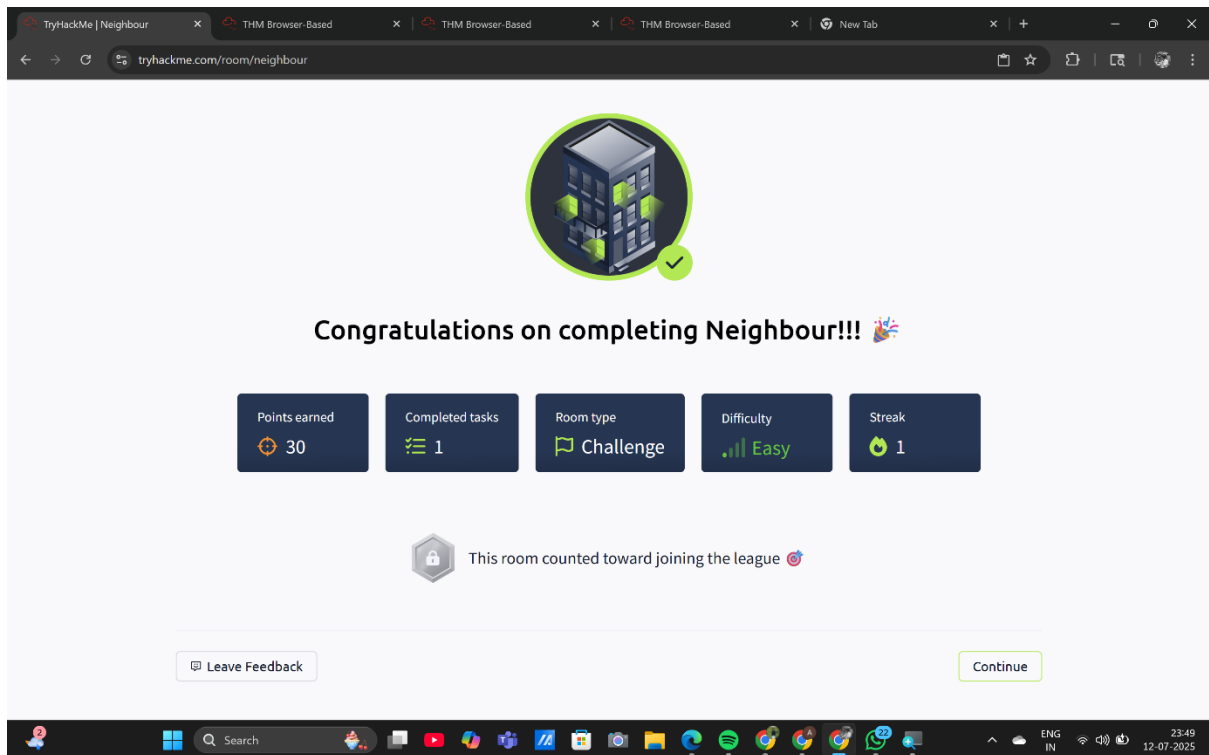 TryHackMe | Neighbour
THM Browser-Based
THM Browser-Based
THM Browser-Based
New Tab
tryhackme.com/room/neighbour
Congratulations on completing Neighbour!!! 🎉
Points earned
30
Completed tasks
1
Room type
Challenge
Difficulty
Easy
Streak
1
This room counted toward joining the league 🎯
Leave Feedback
Continue
2
Search
22
ENG
IN
23:49
12-07-2025